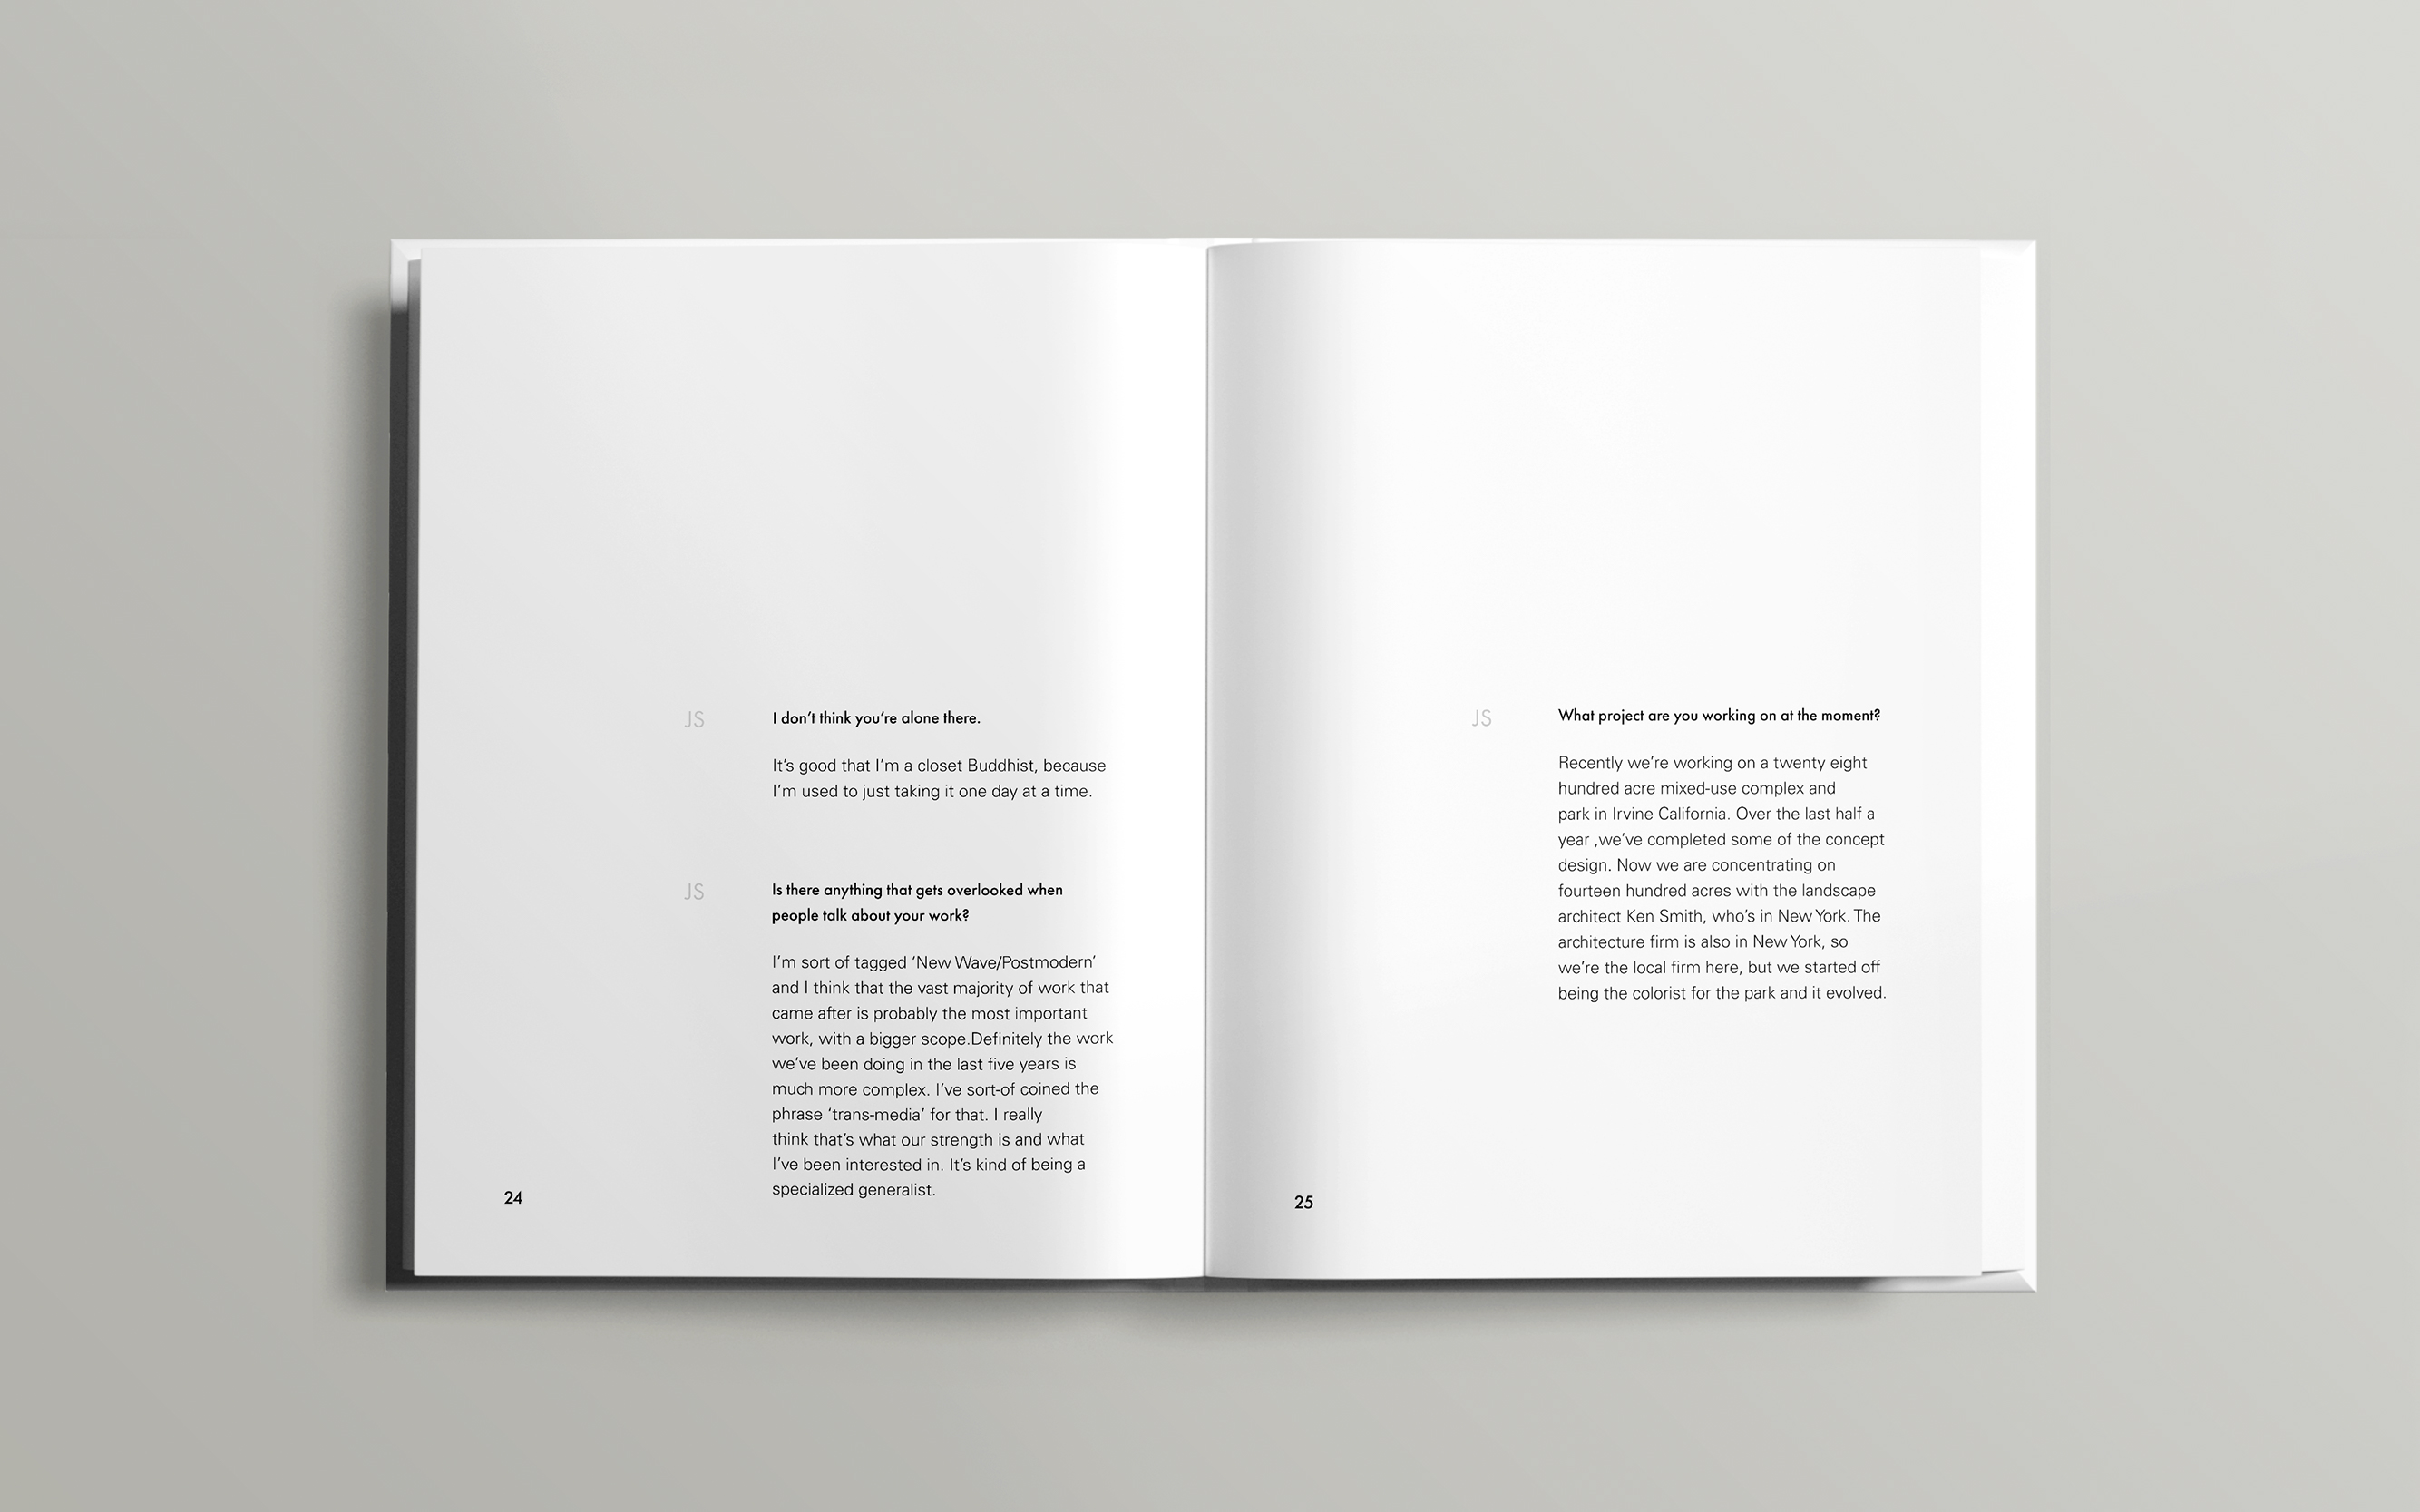 JS
I don't think you're alone there.
It's good that I'm a closet Buddhist, because
I'm used to just taking it one day at a time.
JS
Is there anything that gets overlooked when
people talk about your work?
I'm sort of tagged ‘New Wave/Postmodern’
and I think that the vast majority of work that
came after is probably the most important
work, with a bigger scope.Definitely the work
we've been doing in the last five years is
much more complex. I've sort-of coined the
phrase ‘trans-media’ for that. I really
think that's what our strength is and what
I've been interested in. It's kind of being a
specialized generalist.
24
JS
What project are you working on at the moment?
Recently we're working on a twenty eight
hundred acre mixed-use complex and
park in Irvine California. Over the last half a
year ,we've completed some of the concept
design. Now we are concentrating on
fourteen hundred acres with the landscape
architect Ken Smith, who's in New York. The
architecture firm is also in New York, so
we're the local firm here, but we started off
being the colorist for the park and it evolved.
25